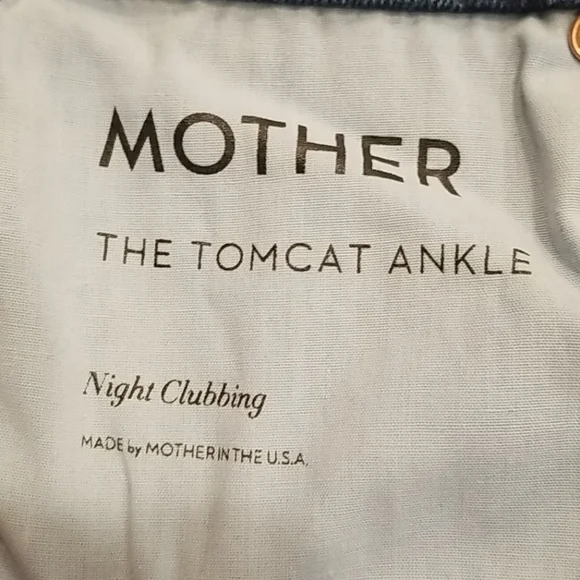 MOTHER
THE TOMCAT ANKLE
Night Clubbing
MADE by MOTHER IN THE U.S.A.